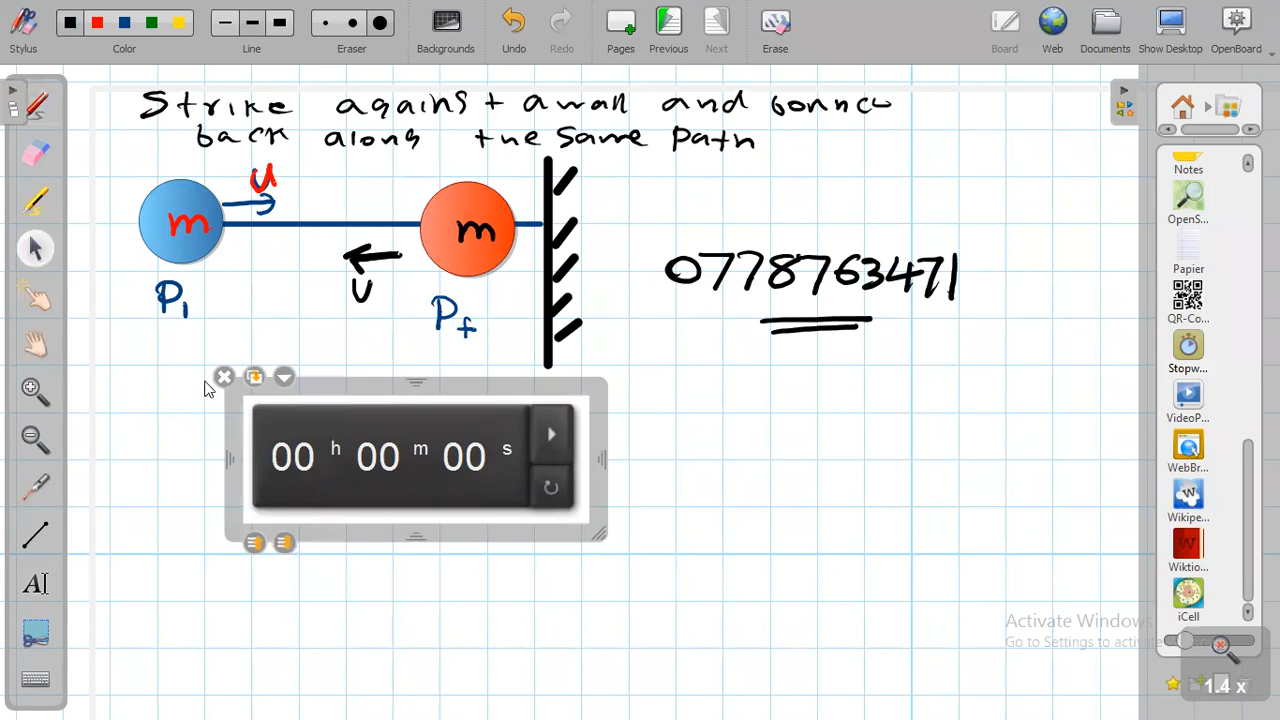 Stylus
Color
Line
Eraser
Backgrounds
Undo
Redo
Pages
Previous
Next
Erase
Board
Web
Documents
Show Desktop
OpenBoard
Strike against a wall and bounce
back along the same path
u
m
m
v
P1
Pf
0778763471
00 h 00 m 00 s
Notes
OpenS...
Papier
QR-Co...
Stopw...
VideoP...
WebBr...
Wikipe...
Wiktio...
iCell
Activate Windows
Go to Settings to activate
1.4 x